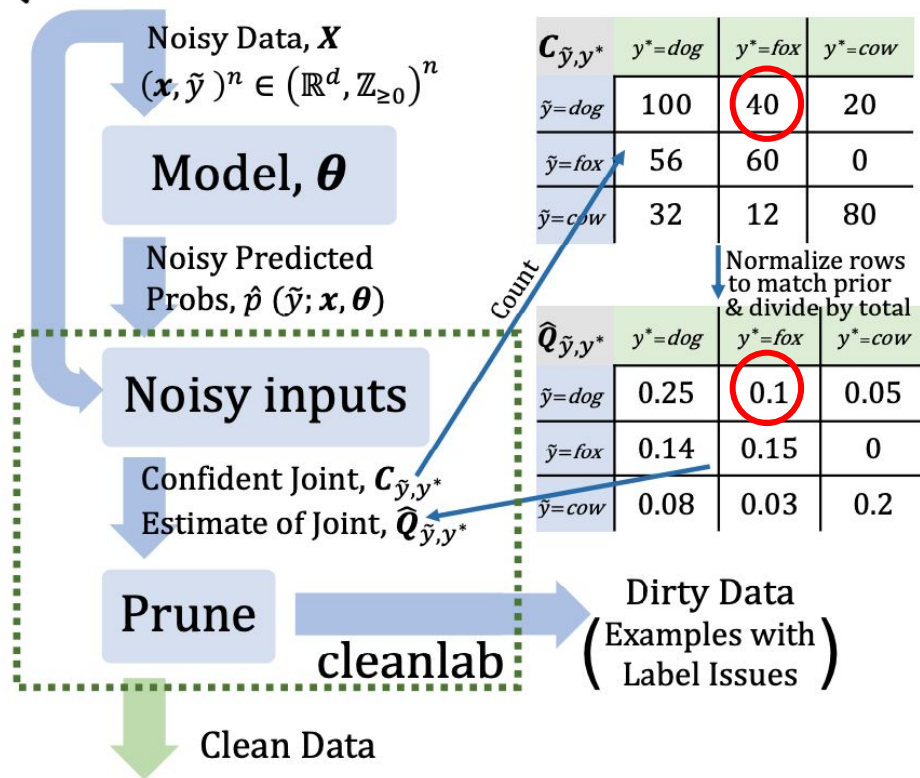 Noisy Data, X
(x, ỹ )ⁿ ∈ (ℝᵈ, ℤ≥0)ⁿ
Model, θ
Noisy Predicted
Probs, p̂ (ỹ; x, θ)
Noisy inputs
Confident Joint, C ỹ,y*
Estimate of Joint, Q̂ ỹ,y*
Prune
cleanlab
Clean Data
Dirty Data
(Examples with
Label Issues)
Count
C ỹ,y* y*=dog y*=fox y*=cow
ỹ=dog 100 40 20
ỹ=fox 56 60 0
ỹ=cow 32 12 80
Normalize rows
to match prior
& divide by total
Q̂ ỹ,y* y*=dog y*=fox y*=cow
ỹ=dog 0.25 0.1 0.05
ỹ=fox 0.14 0.15 0
ỹ=cow 0.08 0.03 0.2